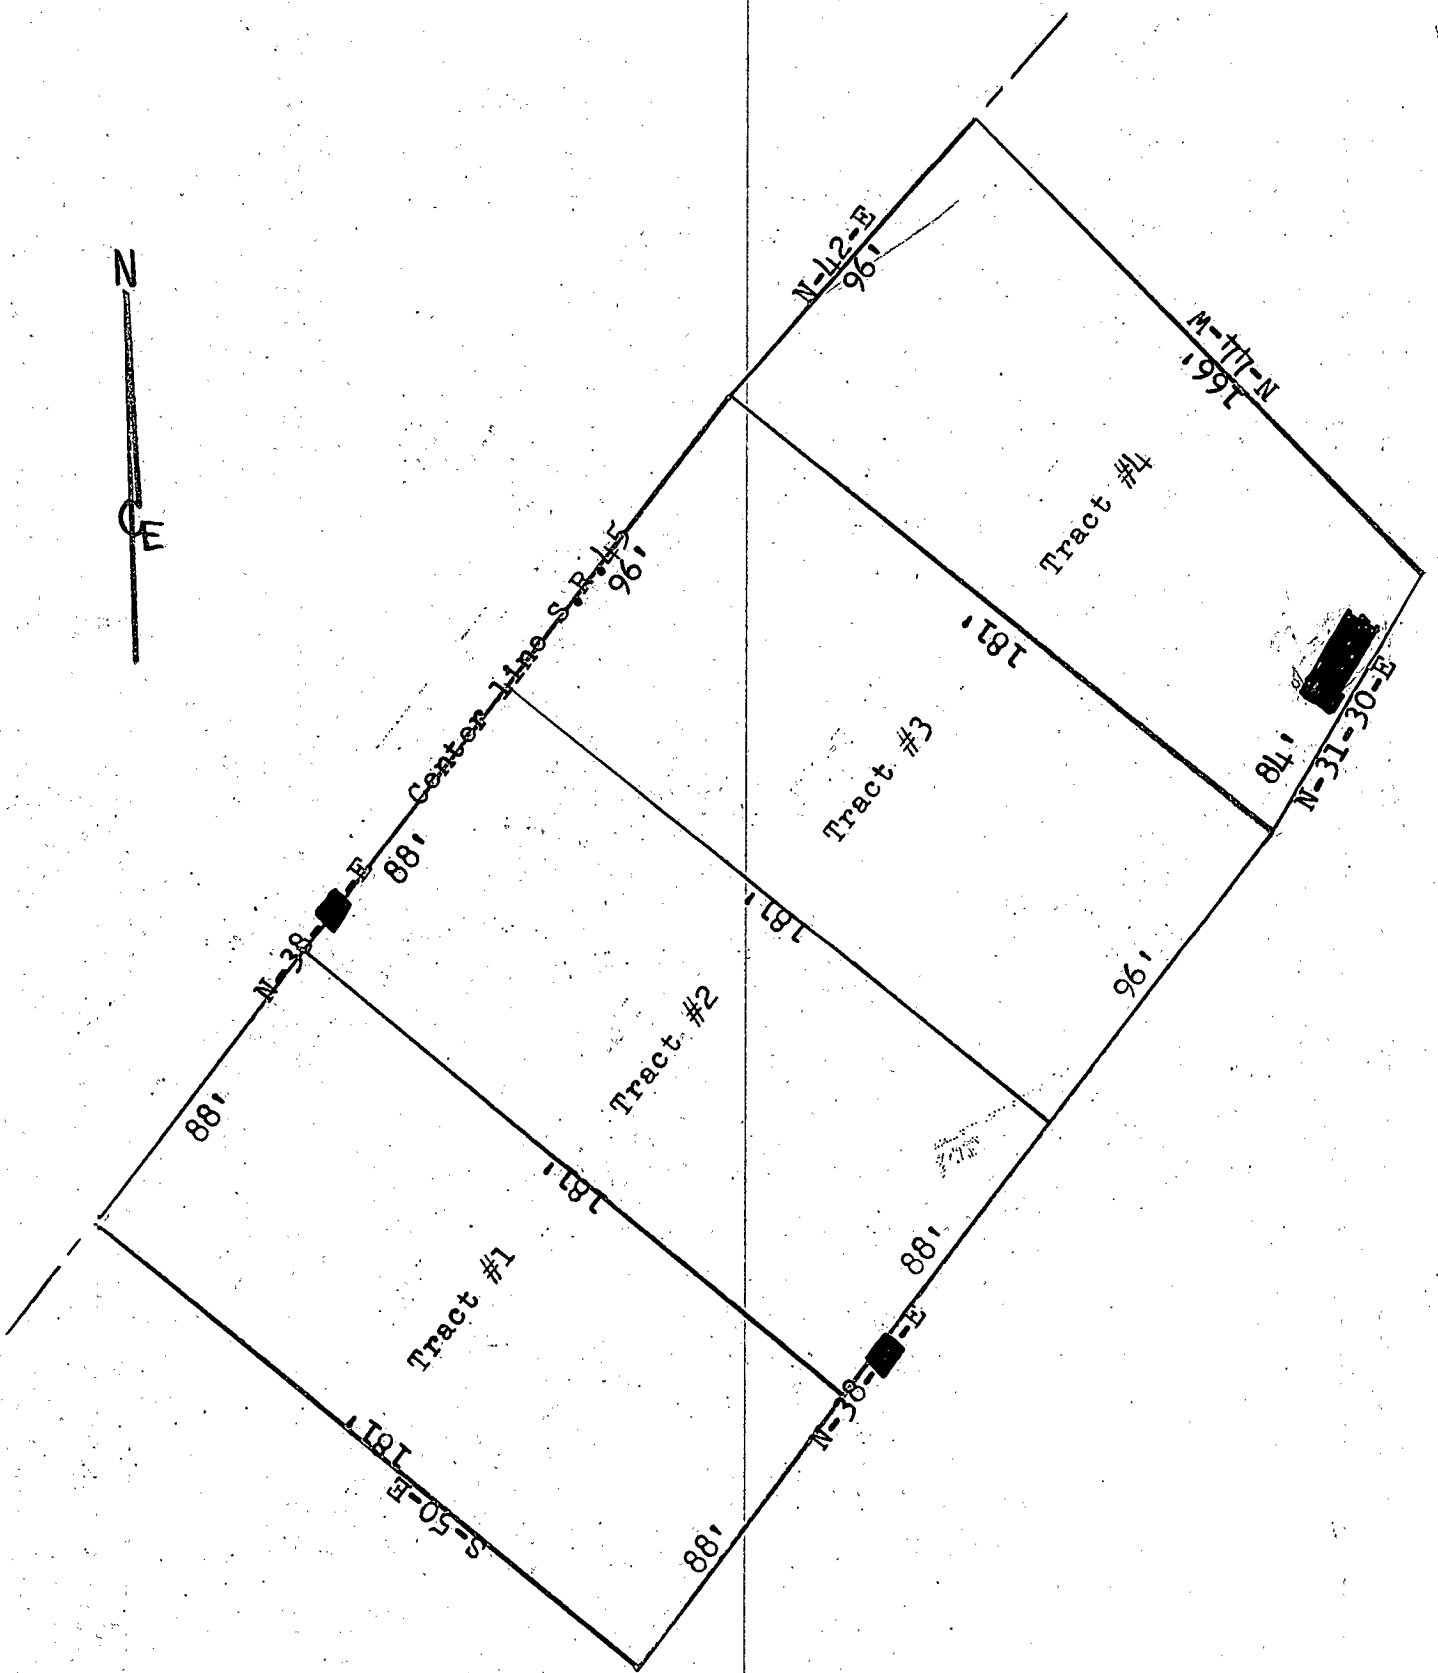 N
CE
N-42-E
96'
N-44-W
166'
Tract #4
Center line S.R.45
96'
181'
84'
N-31-30-E
Tract #3
88'
N-38- -E
181'
96'
Tract #2
88'
181'
88'
Tract #1
N-38- -E
181'
S-50-E
88'